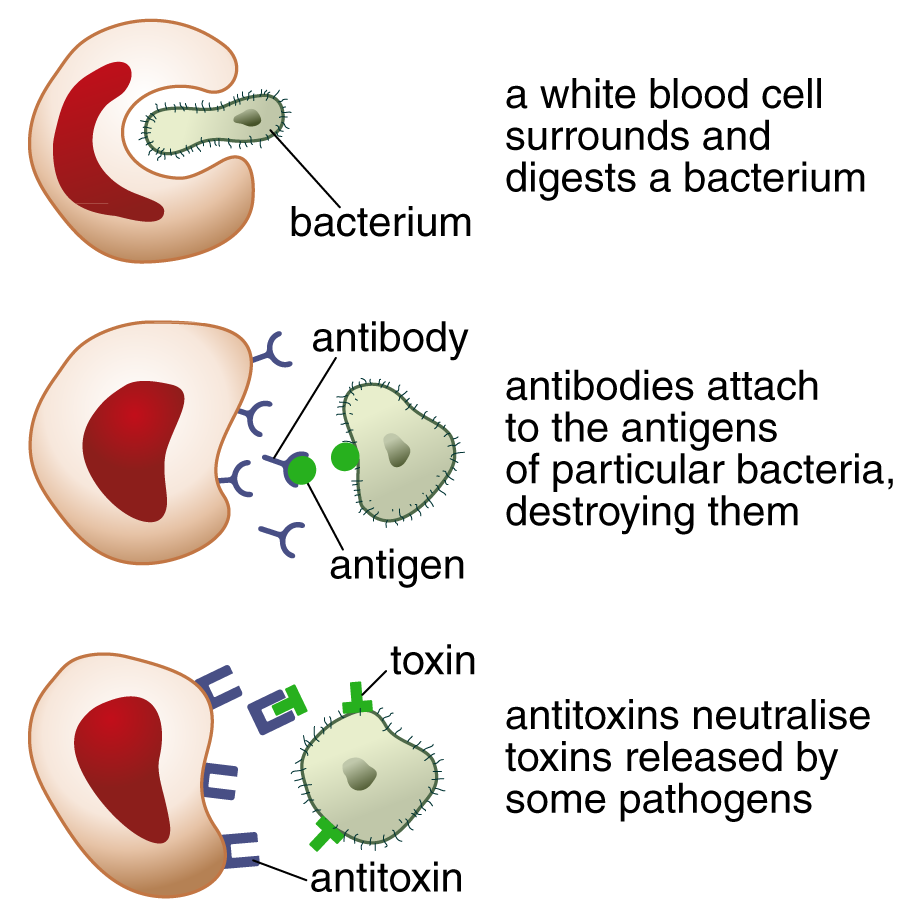 a white blood cell
surrounds and
digests a bacterium
bacterium
antibody
antibodies attach
to the antigens
of particular bacteria,
destroying them
antigen
toxin
antitoxins neutralise
toxins released by
some pathogens
antitoxin